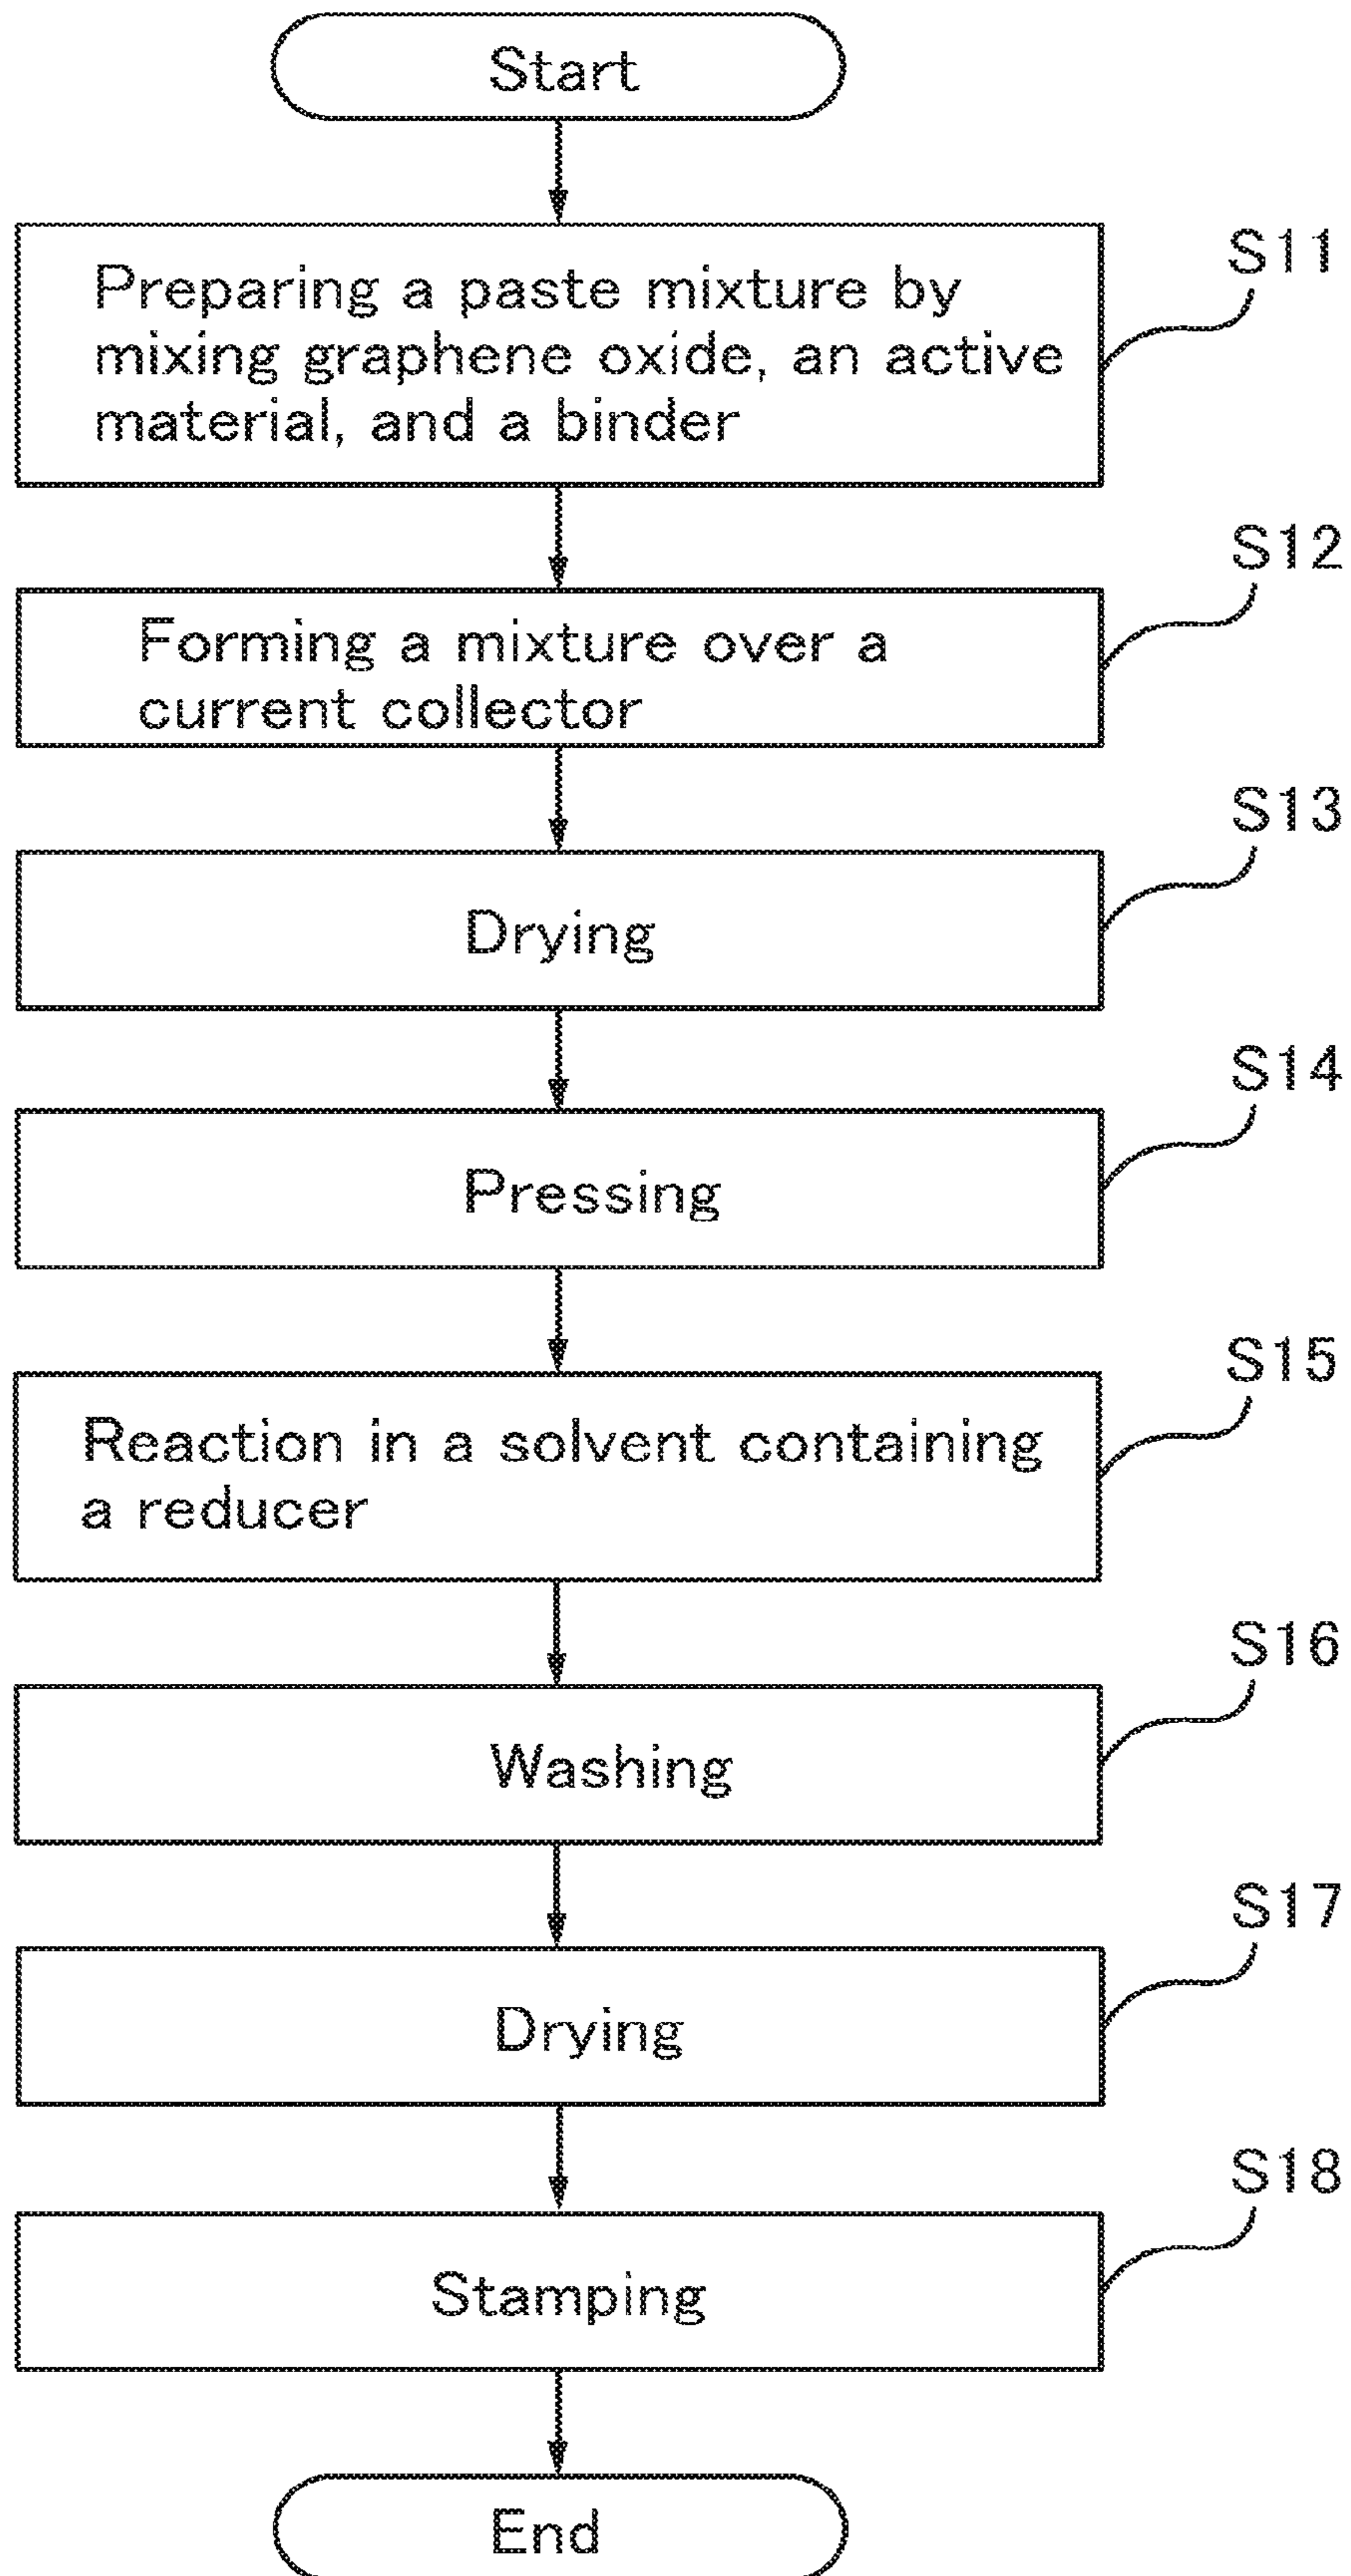 Start
S11
Preparing a paste mixture by
mixing graphene oxide, an active
material, and a binder
S12
Forming a mixture over a
current collector
S13
Drying
S14
Pressing
S15
Reaction in a solvent containing
a reducer
S16
Washing
S17
Drying
S18
Stamping
End